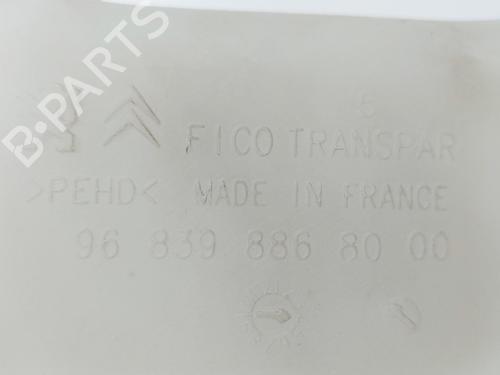 B-PARTS
5
FICO TRANSPAR
>PEHD< MADE IN FRANCE
96 839 886 80 00